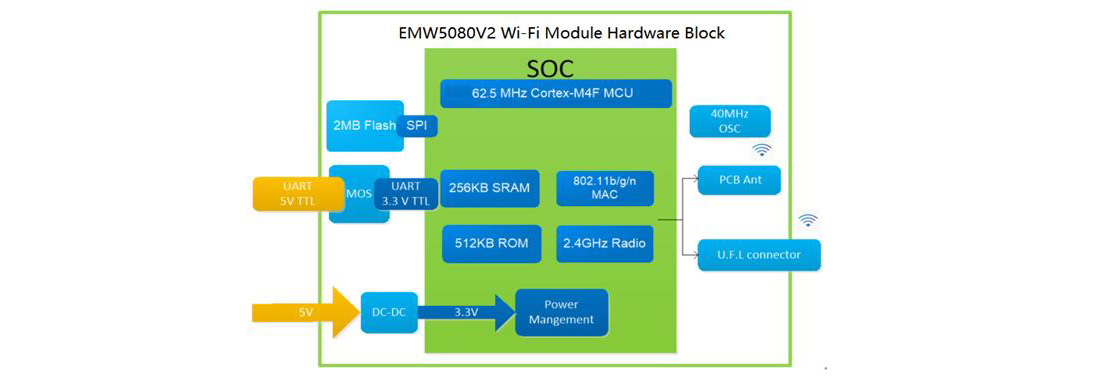 EMW5080V2 Wi-Fi Module Hardware Block
SOC
62.5 MHz Cortex-M4F MCU
2MB Flash
SPI
40MHz
OSC
UART
5V TTL
MOS
UART
3.3 V TTL
256KB SRAM
802.11b/g/n
MAC
PCB Ant
512KB ROM
2.4GHz Radio
U.F.L connector
5V
DC-DC
3.3V
Power
Mangement